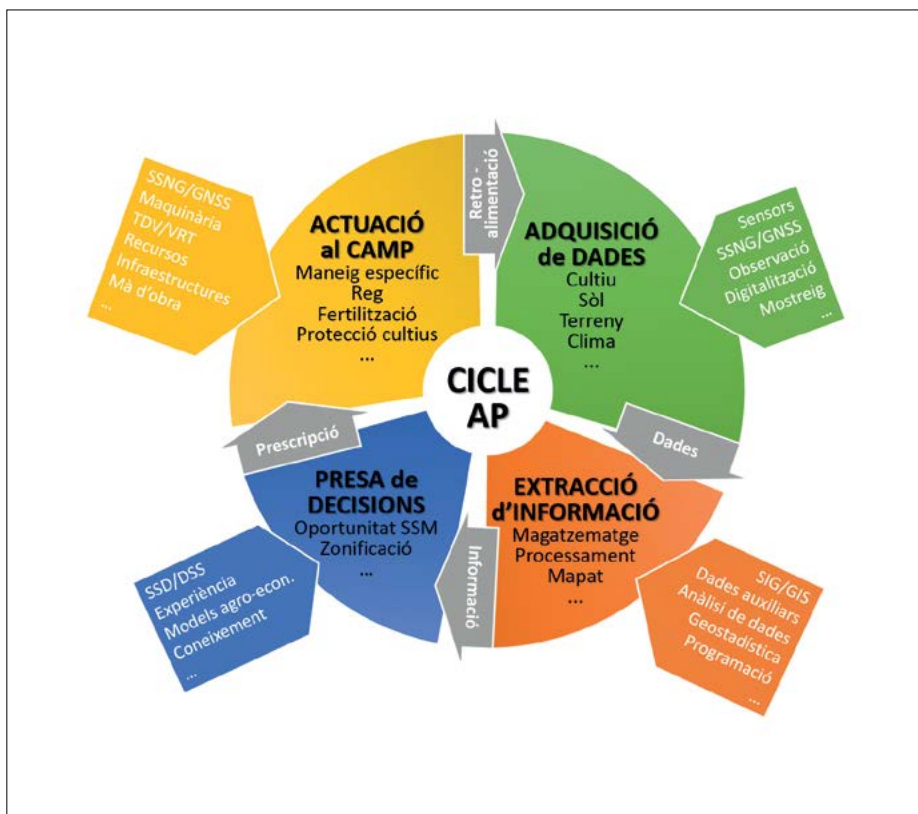 SSNG/GNSS
Maquinària
TDV/VRT
Recursos
Infraestructures
Mà d'obra
...
ACTUACIÓ
al CAMP
Maneig específic
Reg
Fertilització
Protecció cultius
...
Retro -
alimentació
ADQUISICIÓ
de DADES
Cultiu
Sòl
Terreny
Clima
...
Sensors
SSNG/GNSS
Observació
Digitalització
Mostreig
...
CICLE
AP
Prescripció
Dades
PRESA de
DECISIONS
Oportunitat SSM
Zonificació
...
Informació
EXTRACCIÓ
d'INFORMACIÓ
Magatzematge
Processament
Mapat
...
SSD/DSS
Experiència
Models agro-econ.
Coneixement
...
SIG/GIS
Dades auxiliars
Anàlisi de dades
Geostadística
Programació
...